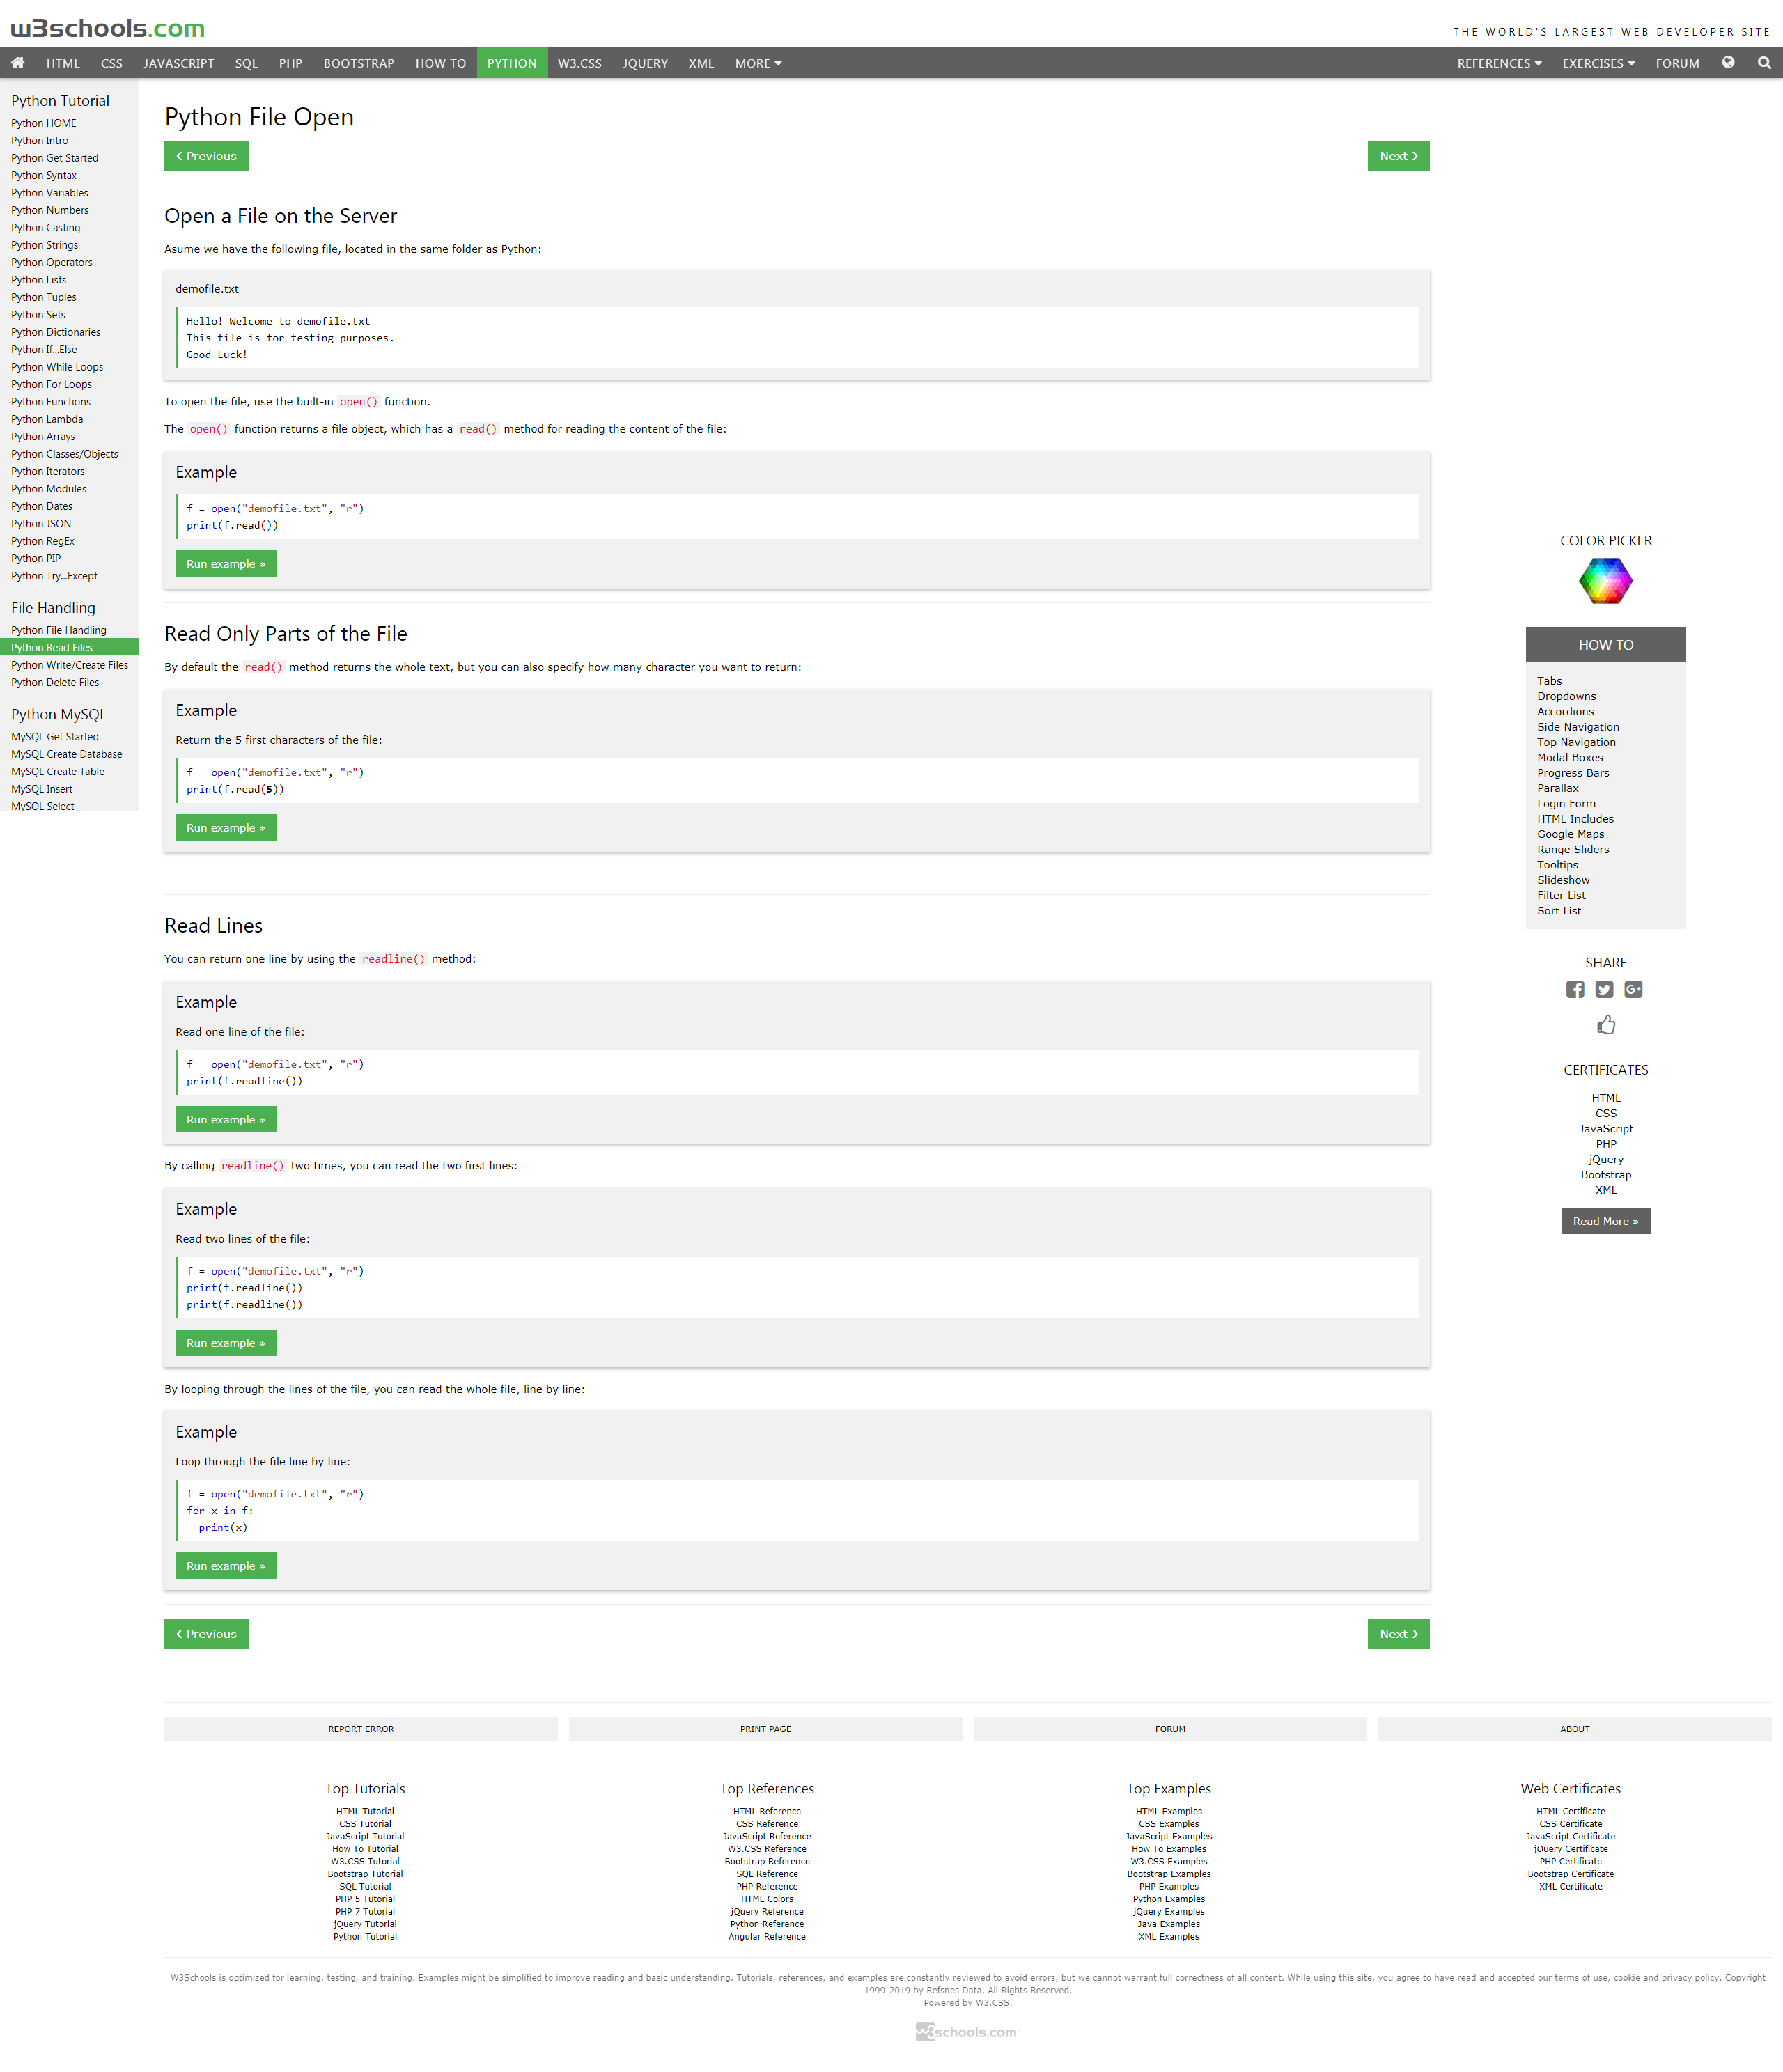 w3schools.com
THE WORLD'S LARGEST WEB DEVELOPER SITE
HTML CSS JAVASCRIPT SQL PHP BOOTSTRAP HOW TO PYTHON W3.CSS JQUERY XML MORE REFERENCES EXERCISES FORUM
Python Tutorial
Python HOME
Python Intro
Python Get Started
Python Syntax
Python Variables
Python Numbers
Python Casting
Python Strings
Python Operators
Python Lists
Python Tuples
Python Sets
Python Dictionaries
Python If...Else
Python While Loops
Python For Loops
Python Functions
Python Lambda
Python Arrays
Python Classes/Objects
Python Iterators
Python Modules
Python Dates
Python JSON
Python RegEx
Python PIP
Python Try...Except
File Handling
Python File Handling
Python Read Files
Python Write/Create Files
Python Delete Files
Python MySQL
MySQL Get Started
MySQL Create Database
MySQL Create Table
MySQL Insert
MySQL Select
Python File Open
❮ Previous
Next ❯
Open a File on the Server
Asume we have the following file, located in the same folder as Python:
demofile.txt
Hello! Welcome to demofile.txt
This file is for testing purposes.
Good Luck!
To open the file, use the built-in open() function.
The open() function returns a file object, which has a read() method for reading the content of the file:
Example
f = open("demofile.txt", "r")
print(f.read())
Run example »
Read Only Parts of the File
By default the read() method returns the whole text, but you can also specify how many character you want to return:
Example
Return the 5 first characters of the file:
f = open("demofile.txt", "r")
print(f.read(5))
Run example »
Read Lines
You can return one line by using the readline() method:
Example
Read one line of the file:
f = open("demofile.txt", "r")
print(f.readline())
Run example »
By calling readline() two times, you can read the two first lines:
Example
Read two lines of the file:
f = open("demofile.txt", "r")
print(f.readline())
print(f.readline())
Run example »
By looping through the lines of the file, you can read the whole file, line by line:
Example
Loop through the file line by line:
f = open("demofile.txt", "r")
for x in f:
  print(x)
Run example »
❮ Previous
Next ❯
COLOR PICKER
HOW TO
Tabs
Dropdowns
Accordions
Side Navigation
Top Navigation
Modal Boxes
Progress Bars
Parallax
Login Form
HTML Includes
Google Maps
Range Sliders
Tooltips
Slideshow
Filter List
Sort List
SHARE
CERTIFICATES
HTML
CSS
JavaScript
PHP
jQuery
Bootstrap
XML
Read More »
REPORT ERROR
PRINT PAGE
FORUM
ABOUT
Top Tutorials
HTML Tutorial
CSS Tutorial
JavaScript Tutorial
How To Tutorial
W3.CSS Tutorial
Bootstrap Tutorial
SQL Tutorial
PHP 5 Tutorial
PHP 7 Tutorial
jQuery Tutorial
Python Tutorial
Top References
HTML Reference
CSS Reference
JavaScript Reference
W3.CSS Reference
Bootstrap Reference
SQL Reference
PHP Reference
HTML Colors
jQuery Reference
Python Reference
Angular Reference
Top Examples
HTML Examples
CSS Examples
JavaScript Examples
How To Examples
W3.CSS Examples
Bootstrap Examples
PHP Examples
Python Examples
jQuery Examples
Java Examples
XML Examples
Web Certificates
HTML Certificate
CSS Certificate
JavaScript Certificate
jQuery Certificate
PHP Certificate
Bootstrap Certificate
XML Certificate
W3Schools is optimized for learning, testing, and training. Examples might be simplified to improve reading and basic understanding. Tutorials, references, and examples are constantly reviewed to avoid errors, but we cannot warrant full correctness of all content. While using this site, you agree to have read and accepted our terms of use, cookie and privacy policy. Copyright
1999-2019 by Refsnes Data. All Rights Reserved.
Powered by W3.CSS.
w3schools.com